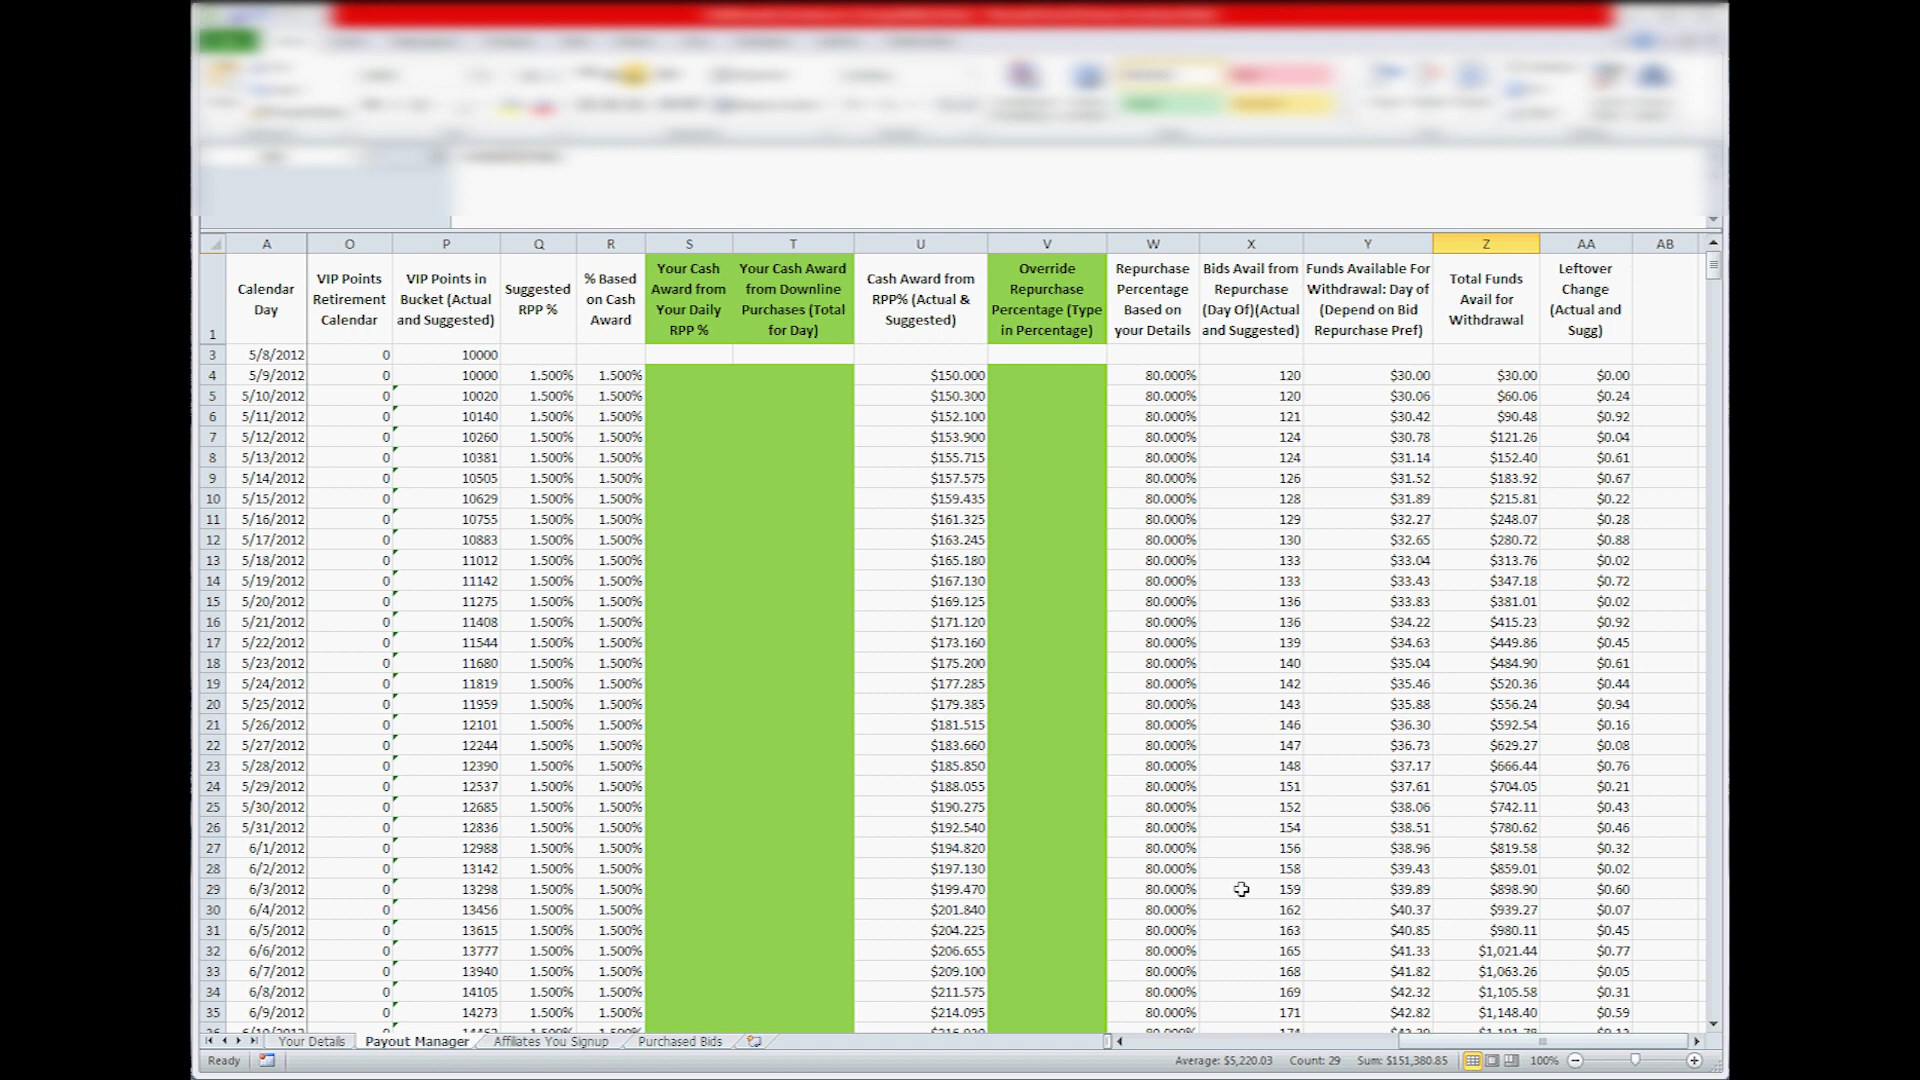 A O P Q R S T U V W X Y Z AA AB
1 Calendar Day VIP Points Retirement Calendar VIP Points in Bucket (Actual and Suggested) Suggested RPP % % Based on Cash Award Your Cash Award from Your Daily RPP % Your Cash Award from Downline Purchases (Total for Day) Cash Award from RPP% (Actual & Suggested) Override Repurchase Percentage (Type in Percentage) Repurchase Percentage Based on your Details Bids Avail from Repurchase (Day Of)(Actual and Suggested) Funds Available For Withdrawal: Day of (Depend on Bid Repurchase Pref) Total Funds Avail for Withdrawal Leftover Change (Actual and Sugg)
3 5/8/2012 0 10000
4 5/9/2012 0 10000 1.500% 1.500% $150.000 80.000% 120 $30.00 $30.00 $0.00
5 5/10/2012 0 10020 1.500% 1.500% $150.300 80.000% 120 $30.06 $60.06 $0.24
6 5/11/2012 0 10140 1.500% 1.500% $152.100 80.000% 121 $30.42 $90.48 $0.92
7 5/12/2012 0 10260 1.500% 1.500% $153.900 80.000% 124 $30.78 $121.26 $0.04
8 5/13/2012 0 10381 1.500% 1.500% $155.715 80.000% 124 $31.14 $152.40 $0.61
9 5/14/2012 0 10505 1.500% 1.500% $157.575 80.000% 126 $31.52 $183.92 $0.67
10 5/15/2012 0 10629 1.500% 1.500% $159.435 80.000% 128 $31.89 $215.81 $0.22
11 5/16/2012 0 10755 1.500% 1.500% $161.325 80.000% 129 $32.27 $248.07 $0.28
12 5/17/2012 0 10883 1.500% 1.500% $163.245 80.000% 130 $32.65 $280.72 $0.88
13 5/18/2012 0 11012 1.500% 1.500% $165.180 80.000% 133 $33.04 $313.76 $0.02
14 5/19/2012 0 11142 1.500% 1.500% $167.130 80.000% 133 $33.43 $347.18 $0.72
15 5/20/2012 0 11275 1.500% 1.500% $169.125 80.000% 136 $33.83 $381.01 $0.02
16 5/21/2012 0 11408 1.500% 1.500% $171.120 80.000% 136 $34.22 $415.23 $0.92
17 5/22/2012 0 11544 1.500% 1.500% $173.160 80.000% 139 $34.63 $449.86 $0.45
18 5/23/2012 0 11680 1.500% 1.500% $175.200 80.000% 140 $35.04 $484.90 $0.61
19 5/24/2012 0 11819 1.500% 1.500% $177.285 80.000% 142 $35.46 $520.36 $0.44
20 5/25/2012 0 11959 1.500% 1.500% $179.385 80.000% 143 $35.88 $556.24 $0.94
21 5/26/2012 0 12101 1.500% 1.500% $181.515 80.000% 146 $36.30 $592.54 $0.16
22 5/27/2012 0 12244 1.500% 1.500% $183.660 80.000% 147 $36.73 $629.27 $0.08
23 5/28/2012 0 12390 1.500% 1.500% $185.850 80.000% 148 $37.17 $666.44 $0.76
24 5/29/2012 0 12537 1.500% 1.500% $188.055 80.000% 151 $37.61 $704.05 $0.21
25 5/30/2012 0 12685 1.500% 1.500% $190.275 80.000% 152 $38.06 $742.11 $0.43
26 5/31/2012 0 12836 1.500% 1.500% $192.540 80.000% 154 $38.51 $780.62 $0.46
27 6/1/2012 0 12988 1.500% 1.500% $194.820 80.000% 156 $38.96 $819.58 $0.32
28 6/2/2012 0 13142 1.500% 1.500% $197.130 80.000% 158 $39.43 $859.01 $0.02
29 6/3/2012 0 13298 1.500% 1.500% $199.470 80.000% 159 $39.89 $898.90 $0.60
30 6/4/2012 0 13456 1.500% 1.500% $201.840 80.000% 162 $40.37 $939.27 $0.07
31 6/5/2012 0 13615 1.500% 1.500% $204.225 80.000% 163 $40.85 $980.11 $0.45
32 6/6/2012 0 13777 1.500% 1.500% $206.655 80.000% 165 $41.33 $1,021.44 $0.77
33 6/7/2012 0 13940 1.500% 1.500% $209.100 80.000% 168 $41.82 $1,063.26 $0.05
34 6/8/2012 0 14105 1.500% 1.500% $211.575 80.000% 169 $42.32 $1,105.58 $0.31
35 6/9/2012 0 14273 1.500% 1.500% $214.095 80.000% 171 $42.82 $1,148.40 $0.59
Your Details Payout Manager Affiliates You Signup Purchased Bids
Ready Average: $5,220.03 Count: 29 Sum: $151,380.85 100%